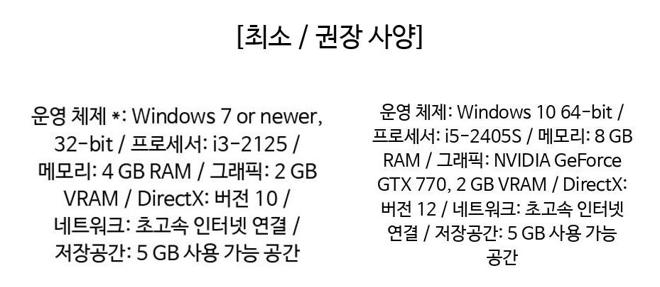 [최소 / 권장 사양]
운영 체제 *: Windows 7 or newer,
32-bit / 프로세서: i3-2125 /
메모리: 4 GB RAM / 그래픽: 2 GB
VRAM / DirectX: 버전 10 /
네트워크: 초고속 인터넷 연결 /
저장공간: 5 GB 사용 가능 공간
운영 체제: Windows 10 64-bit /
프로세서: i5-2405S / 메모리: 8 GB
RAM / 그래픽: NVIDIA GeForce
GTX 770, 2 GB VRAM / DirectX:
버전 12 / 네트워크: 초고속 인터넷
연결 / 저장공간: 5 GB 사용 가능
공간